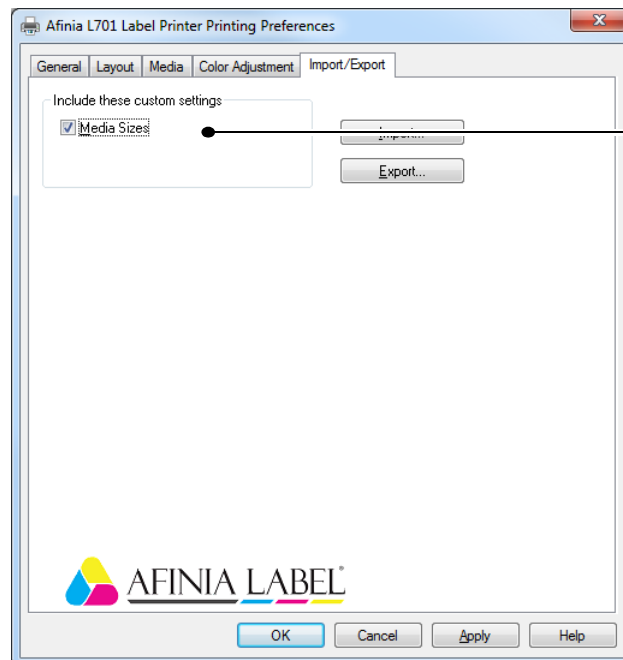 Afinia L701 Label Printer Printing Preferences
General Layout Media Color Adjustment Import/Export
Include these custom settings
Media Sizes
Import...
Export...
AFINIA LABEL®
OK Cancel Apply Help